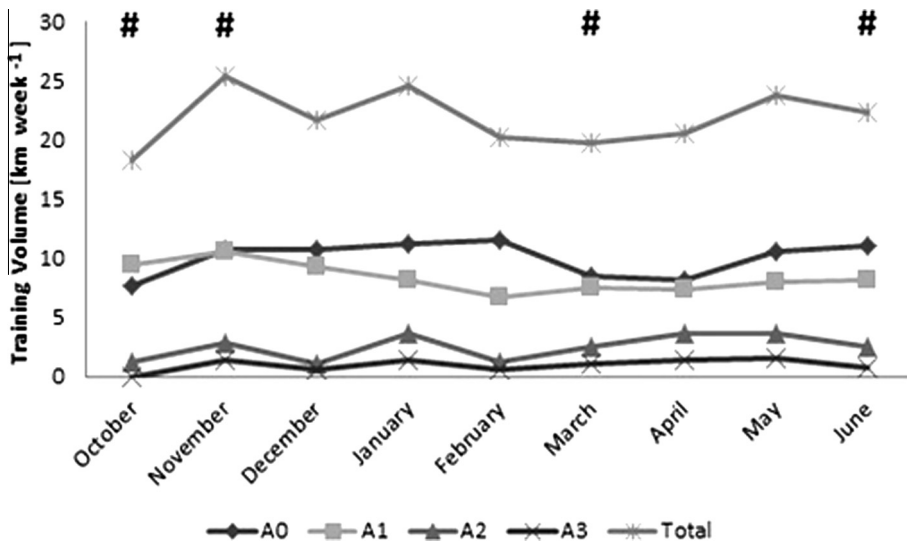 # # # #
30
25
20
15
10
5
0
Training Volume [km week -1 ]
October November December January February March April May June
A0 A1 A2 A3 Total